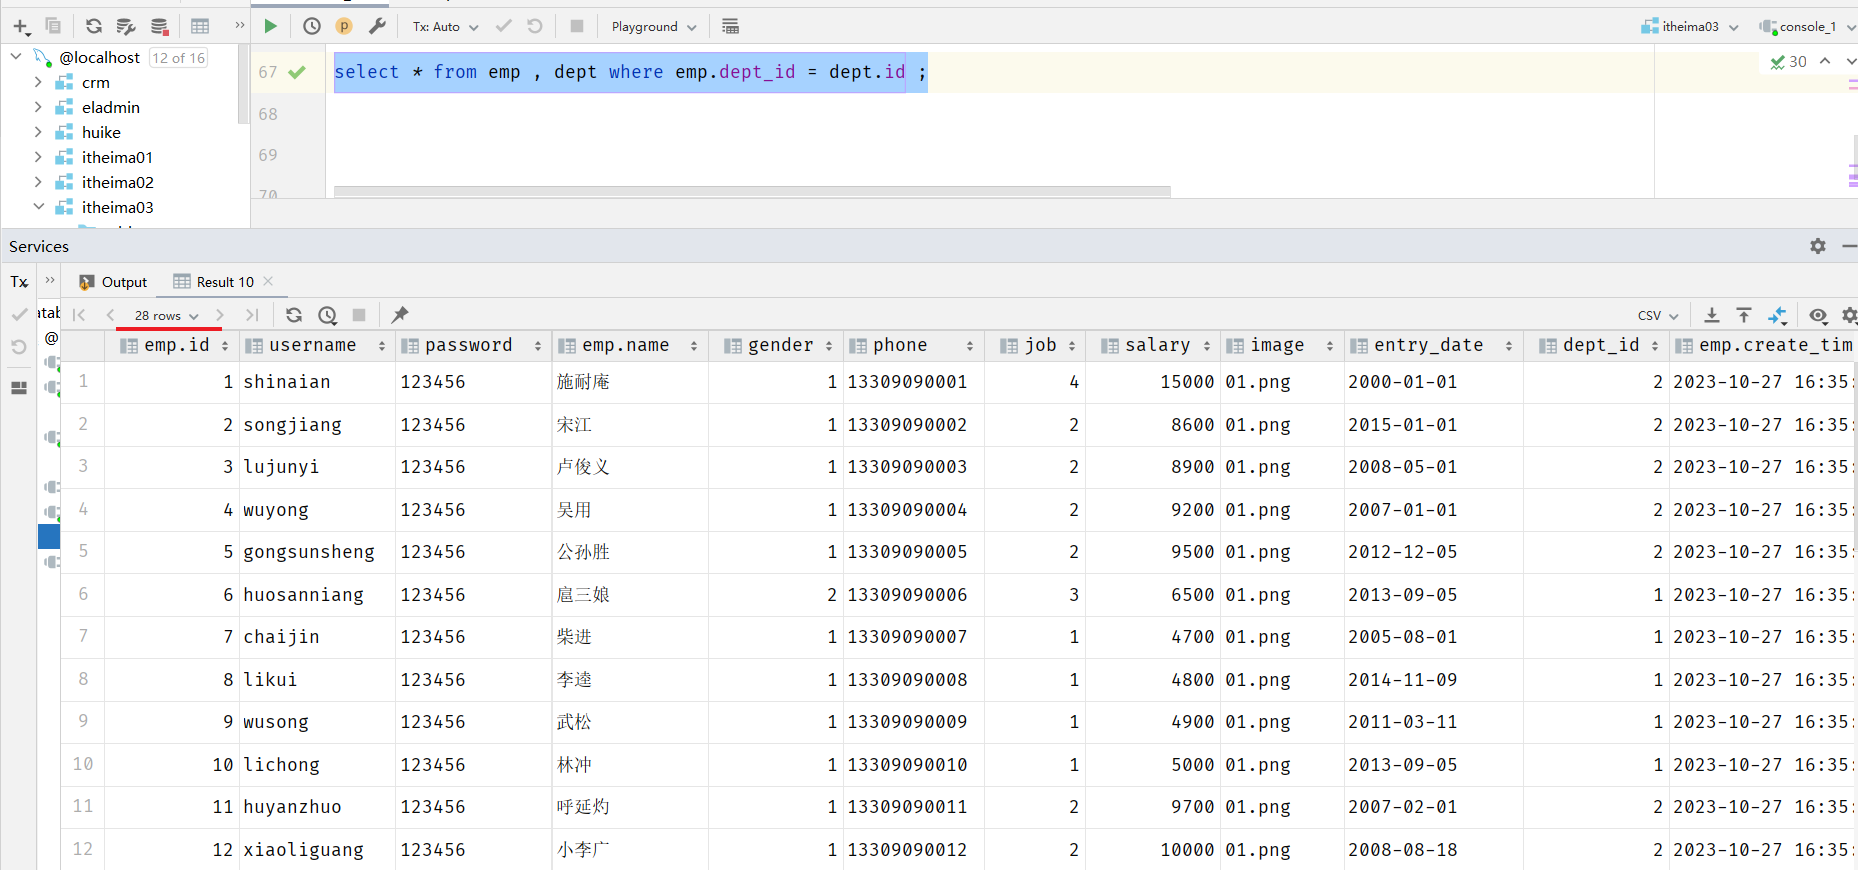 Tx: Auto
Playground
itheima03
console_1
@localhost 12 of 16
crm
eladmin
huike
itheima01
itheima02
itheima03
67 select * from emp , dept where emp.dept_id = dept.id ;
30
68
69
70
Services
Tx
Output
Result 10
28 rows
CSV
@
emp.id username password emp.name gender phone job salary image entry_date dept_id emp.create_tim
1 1 shinaian 123456 施耐庵 1 13309090001 4 15000 01.png 2000-01-01 2 2023-10-27 16:35:
2 2 songjiang 123456 宋江 1 13309090002 2 8600 01.png 2015-01-01 2 2023-10-27 16:35:
3 3 lujunyi 123456 卢俊义 1 13309090003 2 8900 01.png 2008-05-01 2 2023-10-27 16:35:
4 4 wuyong 123456 吴用 1 13309090004 2 9200 01.png 2007-01-01 2 2023-10-27 16:35:
5 5 gongsunsheng 123456 公孙胜 1 13309090005 2 9500 01.png 2012-12-05 2 2023-10-27 16:35:
6 6 huosanniang 123456 扈三娘 2 13309090006 3 6500 01.png 2013-09-05 1 2023-10-27 16:35:
7 7 chaijin 123456 柴进 1 13309090007 1 4700 01.png 2005-08-01 1 2023-10-27 16:35:
8 8 likui 123456 李逵 1 13309090008 1 4800 01.png 2014-11-09 1 2023-10-27 16:35:
9 9 wusong 123456 武松 1 13309090009 1 4900 01.png 2011-03-11 1 2023-10-27 16:35:
10 10 lichong 123456 林冲 1 13309090010 1 5000 01.png 2013-09-05 1 2023-10-27 16:35:
11 11 huyanzhuo 123456 呼延灼 1 13309090011 2 9700 01.png 2007-02-01 2 2023-10-27 16:35:
12 12 xiaoliguang 123456 小李广 1 13309090012 2 10000 01.png 2008-08-18 2 2023-10-27 16:35: